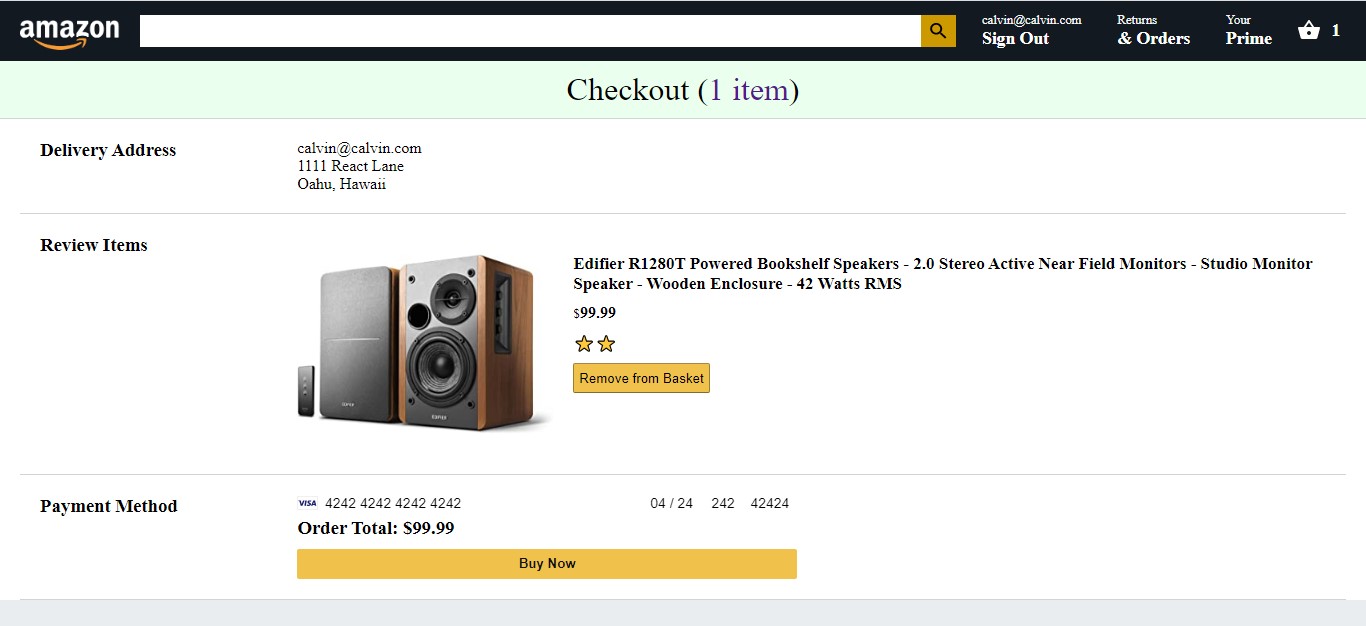 amazon
calvin@calvin.com
Sign Out
Returns
& Orders
Your
Prime
1
Checkout (1 item)
Delivery Address
calvin@calvin.com
1111 React Lane
Oahu, Hawaii
Review Items
Edifier R1280T Powered Bookshelf Speakers - 2.0 Stereo Active Near Field Monitors - Studio Monitor
Speaker - Wooden Enclosure - 42 Watts RMS
$99.99
Remove from Basket
EDIFIER
EDIFIER
Payment Method
VISA 4242 4242 4242 4242 04 / 24 242 42424
Order Total: $99.99
Buy Now